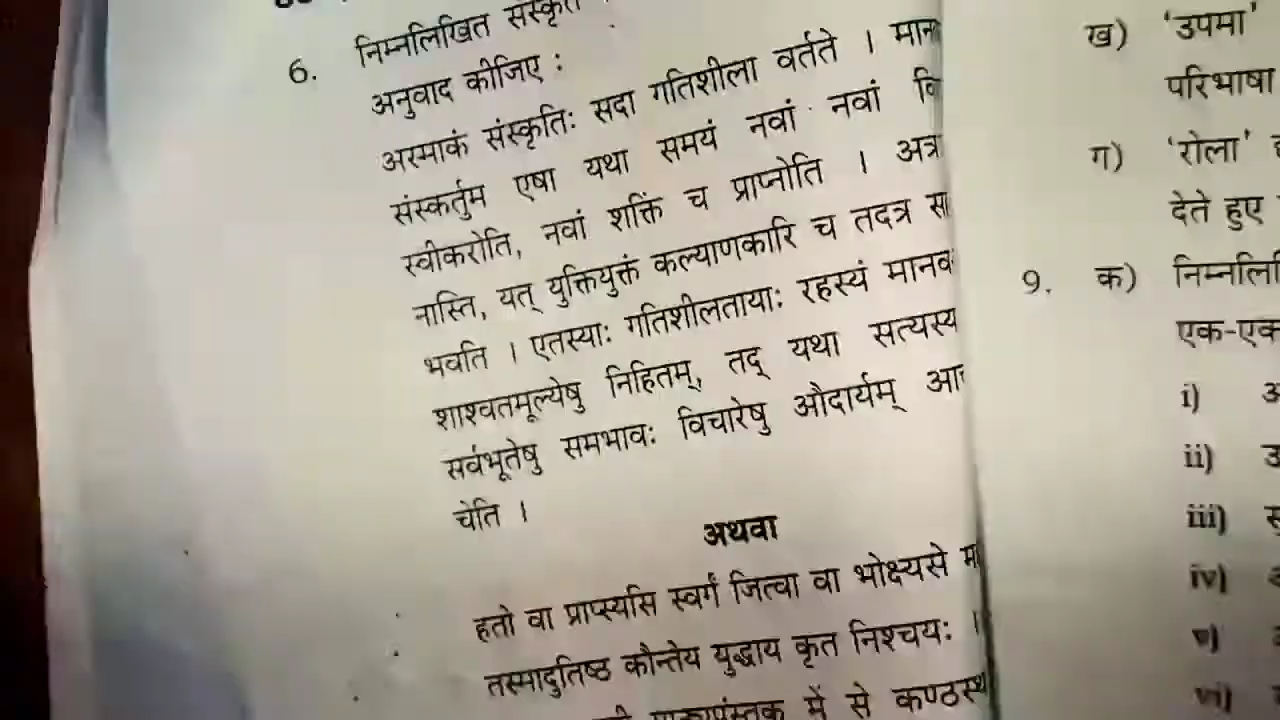 6. निम्नलिखित संस्कृत
अनुवाद कीजिए :
अस्माकं संस्कृतिः सदा गतिशीला वर्तते ।
संस्कर्तुम एषा यथा समयं नवां नवां
स्वीकरोति, नवां शक्तिं च प्राप्नोति । अत्र
नास्ति, यत् युक्तियुक्तं कल्याणकारि च तदत्र
भवति । एतस्याः गतिशीलतायाः रहस्यं मानव
शाश्वतमूल्येषु निहितम्, तद् यथा सत्यस्य
सर्वभूतेषु समभावः विचारेषु औदार्यम्
चेति ।
अथवा
हतो वा प्राप्स्यसि स्वर्गं जित्वा वा भोक्ष्यसे
तस्मादुतिष्ठ कौन्तेय युद्धाय कृत निश्चयः ।
में से
ख) 'उपमा'
परिभाषा
ग) 'रोला'
देते हुए
9. क)
एक-एक
i)
ii)
iii)
iv)
v)
vi)